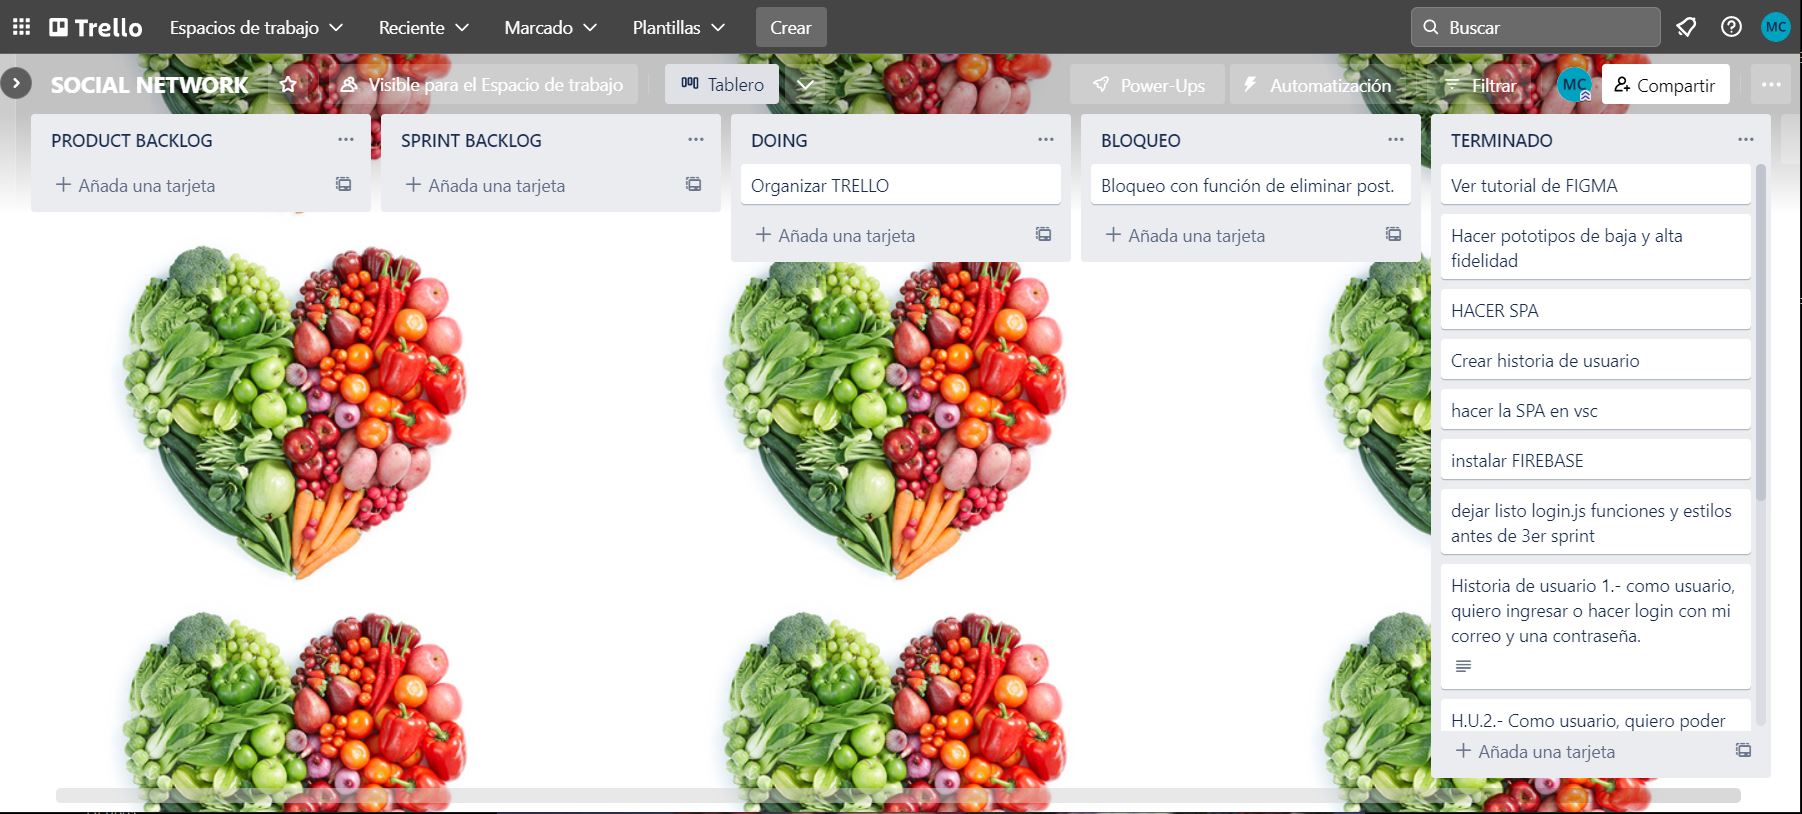 Trello
Espacios de trabajo
Reciente
Marcado
Plantillas
Crear
Buscar
MC
SOCIAL NETWORK
Visible para el Espacio de trabajo
Tablero
Power-Ups
Automatización
Filtrar
MC
Compartir
PRODUCT BACKLOG
Añada una tarjeta
SPRINT BACKLOG
Añada una tarjeta
DOING
Organizar TRELLO
Añada una tarjeta
BLOQUEO
Bloqueo con función de eliminar post.
Añada una tarjeta
TERMINADO
Ver tutorial de FIGMA
Hacer pototipos de baja y alta
fidelidad
HACER SPA
Crear historia de usuario
hacer la SPA en vsc
instalar FIREBASE
dejar listo login.js funciones y estilos
antes de 3er sprint
Historia de usuario 1.- como usuario,
quiero ingresar o hacer login con mi
correo y una contraseña.
H.U.2.- Como usuario, quiero poder
Añada una tarjeta